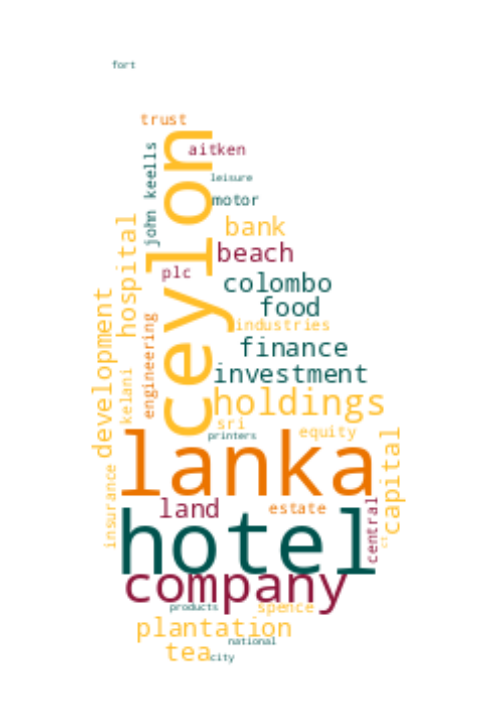 fort
trust
aitken
john keells
leisure
motor
ceylon
bank
hospital
beach
plc
colombo
food
development
engineering
industries
finance
investment
kelani
holdings
sri
equity
printers
lanka
capital
insurance
land
estate
central
hotel
ct
company
products
spence
plantation
national
tea
city